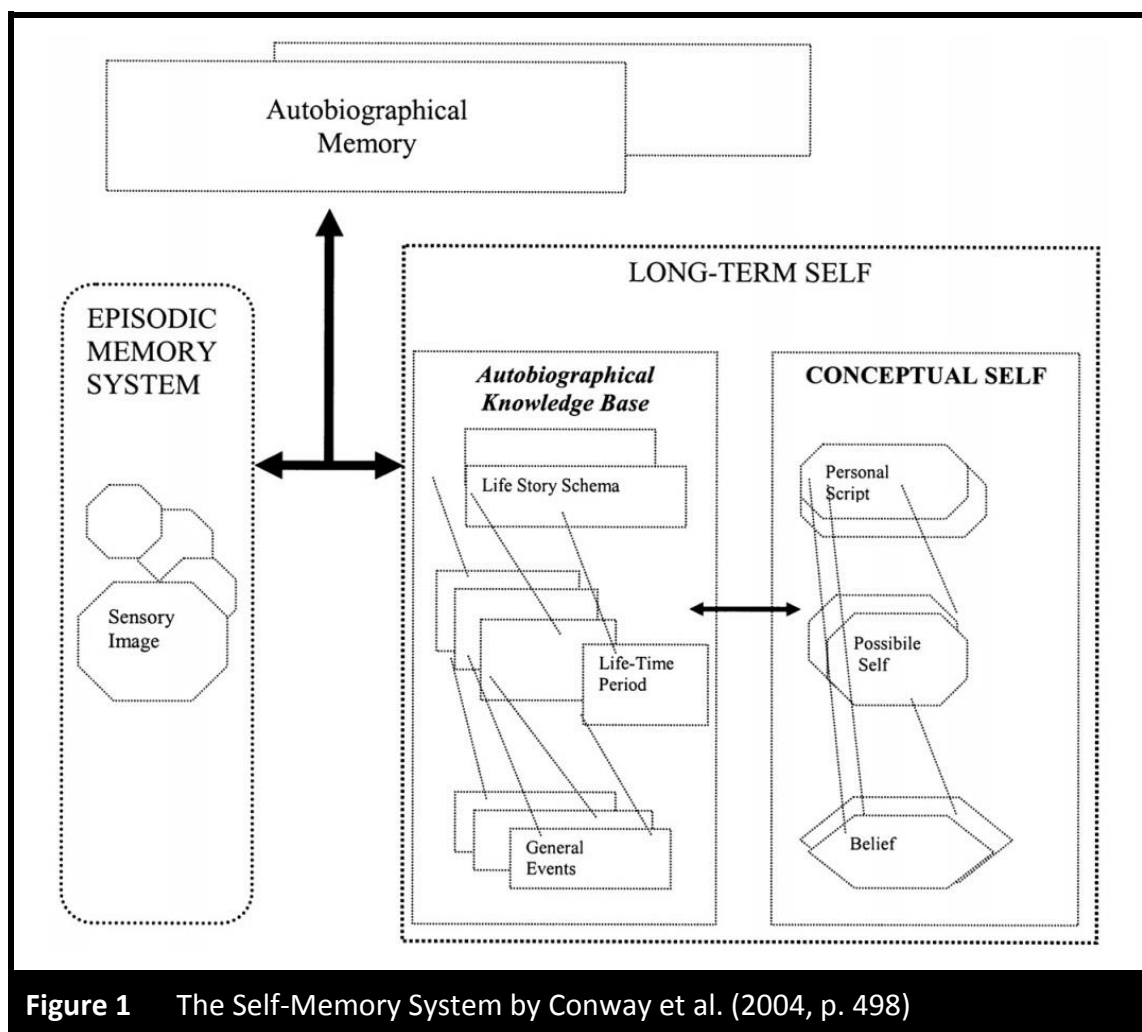 Autobiographical
Memory
LONG-TERM SELF
EPISODIC
MEMORY
SYSTEM
Autobiographical
Knowledge Base
CONCEPTUAL SELF
Life Story Schema
Personal
Script
Sensory
Image
Life-Time
Period
Possibile
Self
General
Events
Belief
Figure 1 The Self-Memory System by Conway et al. (2004, p. 498)